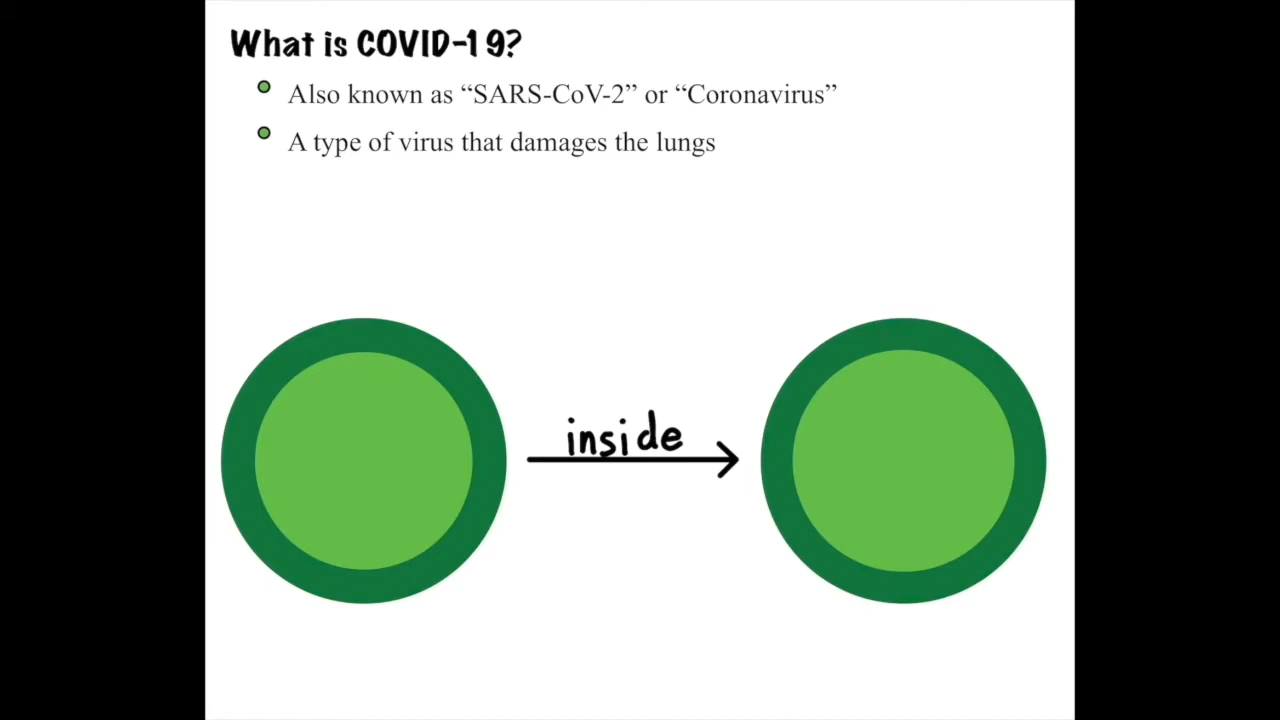 What is COVID-19?
Also known as “SARS-CoV-2” or “Coronavirus”
A type of virus that damages the lungs
inside